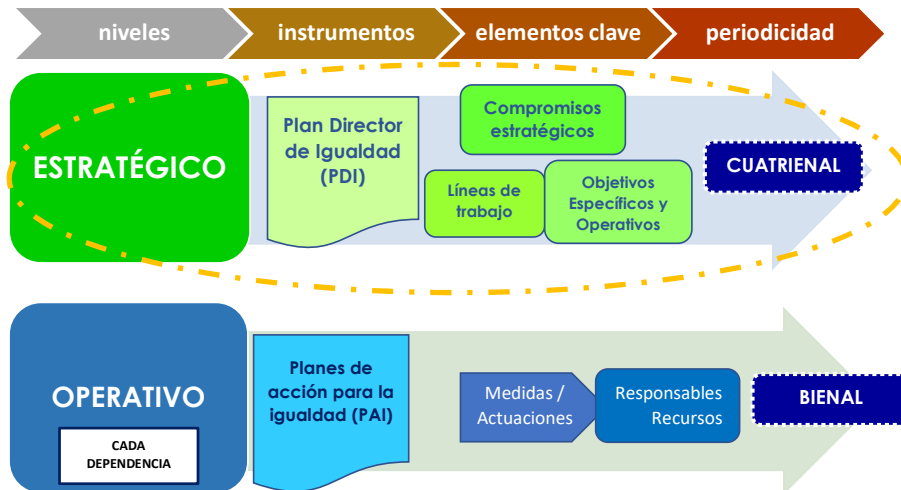 niveles
instrumentos
elementos clave
periodicidad
ESTRATÉGICO
Plan Director
de Igualdad
(PDI)
Compromisos
estratégicos
Líneas de
trabajo
Objetivos
Específicos y
Operativos
CUATRIENAL
OPERATIVO
CADA
DEPENDENCIA
Planes de
acción para la
igualdad (PAI)
Medidas /
Actuaciones
Responsables
Recursos
BIENAL